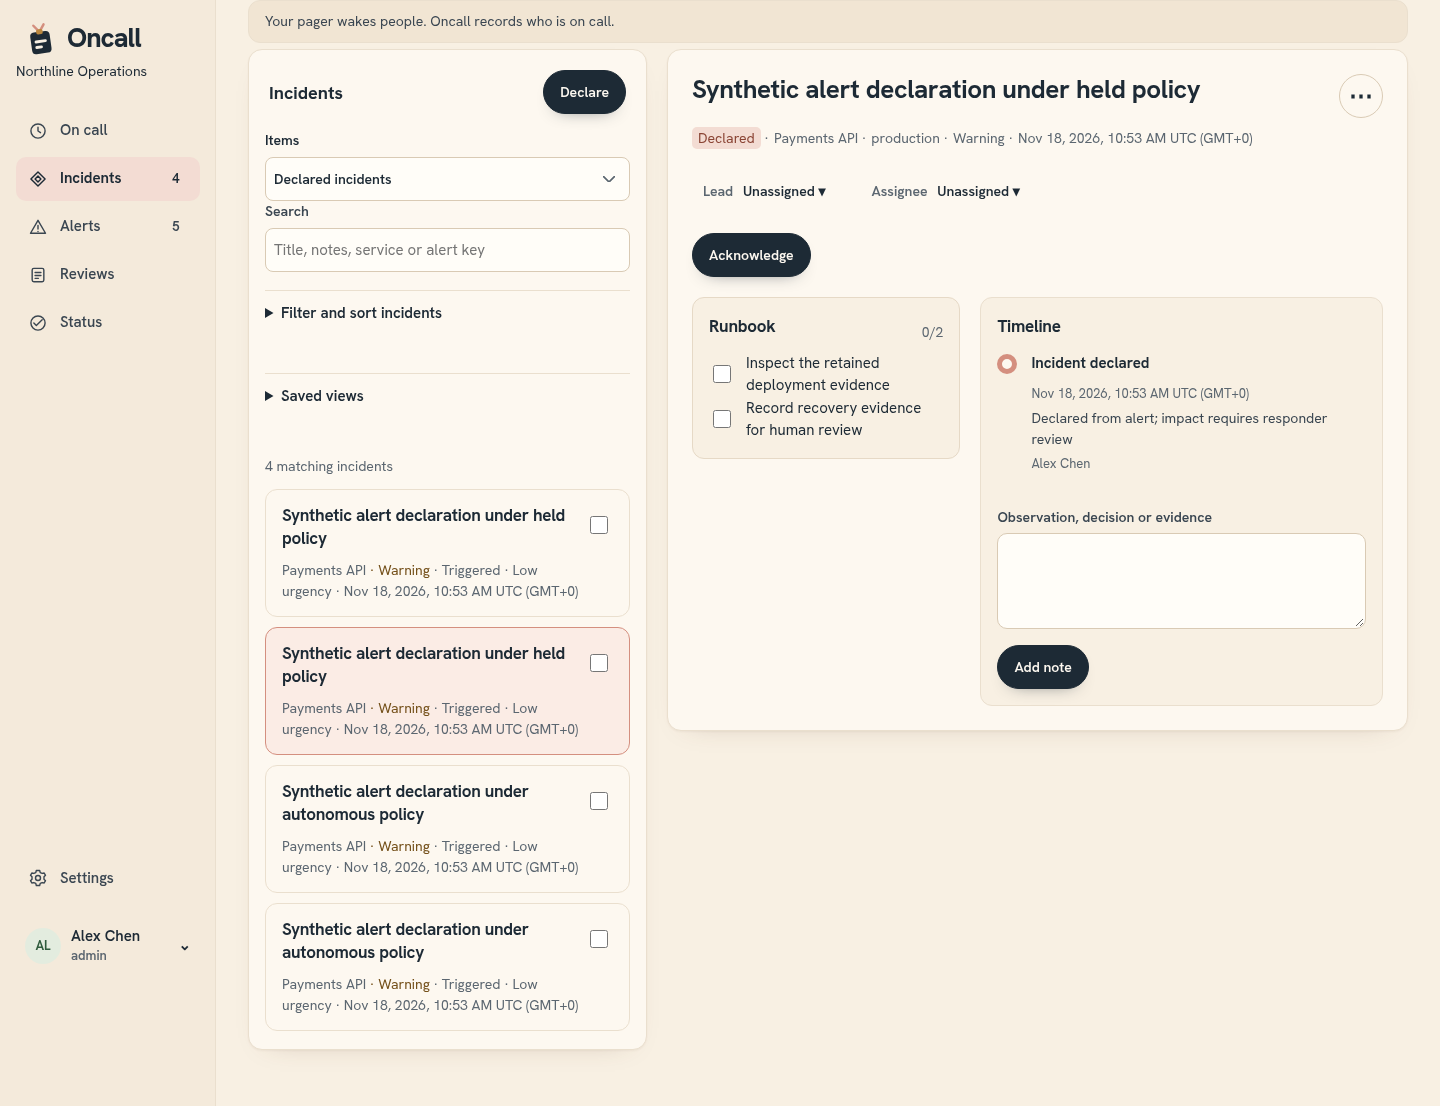 Oncall
Northline Operations
On call
Incidents 4
Alerts 5
Reviews
Status
Settings
AL
Alex Chen
admin
Your pager wakes people. Oncall records who is on call.
Incidents
Declare
Items
Declared incidents
Search
Title, notes, service or alert key
Filter and sort incidents
Saved views
4 matching incidents
Synthetic alert declaration under held
policy
Payments API · Warning · Triggered · Low
urgency · Nov 18, 2026, 10:53 AM UTC (GMT+0)
Synthetic alert declaration under held
policy
Payments API · Warning · Triggered · Low
urgency · Nov 18, 2026, 10:53 AM UTC (GMT+0)
Synthetic alert declaration under
autonomous policy
Payments API · Warning · Triggered · Low
urgency · Nov 18, 2026, 10:53 AM UTC (GMT+0)
Synthetic alert declaration under
autonomous policy
Payments API · Warning · Triggered · Low
urgency · Nov 18, 2026, 10:53 AM UTC (GMT+0)
Synthetic alert declaration under held policy
Declared · Payments API · production · Warning · Nov 18, 2026, 10:53 AM UTC (GMT+0)
Lead Unassigned ▾ Assignee Unassigned ▾
Acknowledge
Runbook 0/2
Inspect the retained
deployment evidence
Record recovery evidence
for human review
Timeline
Incident declared
Nov 18, 2026, 10:53 AM UTC (GMT+0)
Declared from alert; impact requires responder
review
Alex Chen
Observation, decision or evidence
Add note